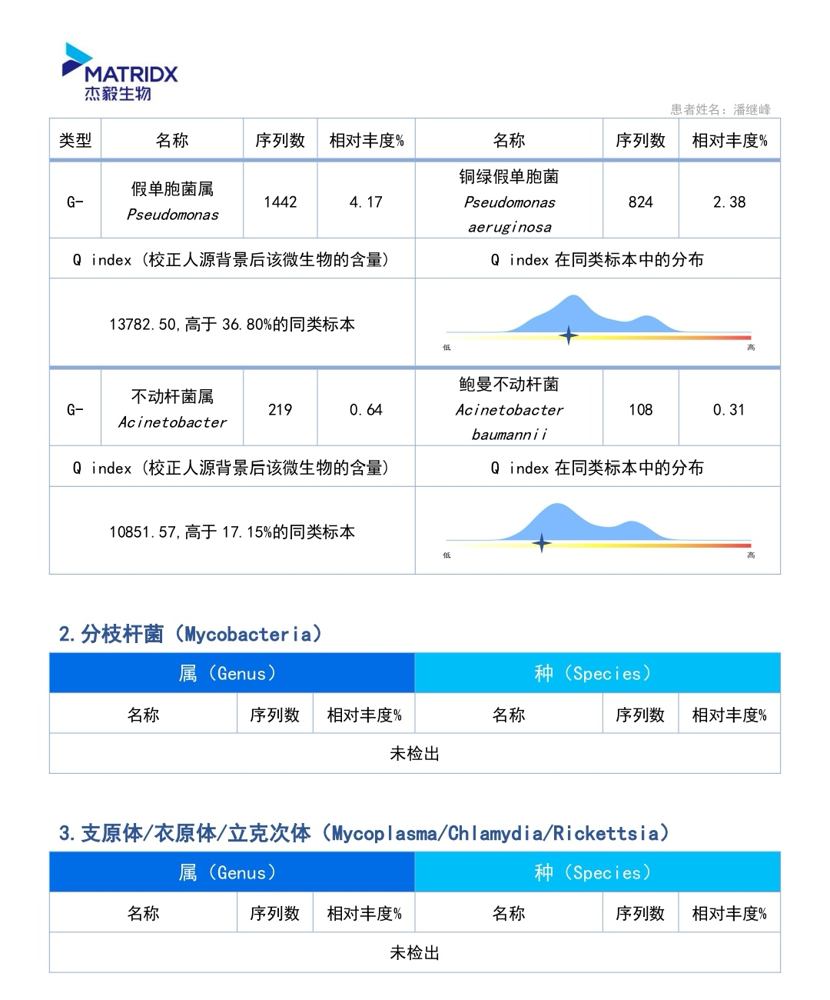 MATRIDX
杰毅生物
患者姓名：潘继峰
类型 名称 序列数 相对丰度% 名称 序列数 相对丰度%
G- 假单胞菌属 1442 4.17 铜绿假单胞菌 824 2.38
Pseudomonas Pseudomonas
aeruginosa
Q index (校正人源背景后该微生物的含量) Q index 在同类标本中的分布
13782.50,高于 36.80%的同类标本
低 高
G- 不动杆菌属 219 0.64 鲍曼不动杆菌 108 0.31
Acinetobacter Acinetobacter
baumannii
Q index (校正人源背景后该微生物的含量) Q index 在同类标本中的分布
10851.57,高于 17.15%的同类标本
低 高
2.分枝杆菌（Mycobacteria）
属（Genus） 种（Species）
名称 序列数 相对丰度% 名称 序列数 相对丰度%
未检出
3.支原体/衣原体/立克次体（Mycoplasma/Chlamydia/Rickettsia）
属（Genus） 种（Species）
名称 序列数 相对丰度% 名称 序列数 相对丰度%
未检出